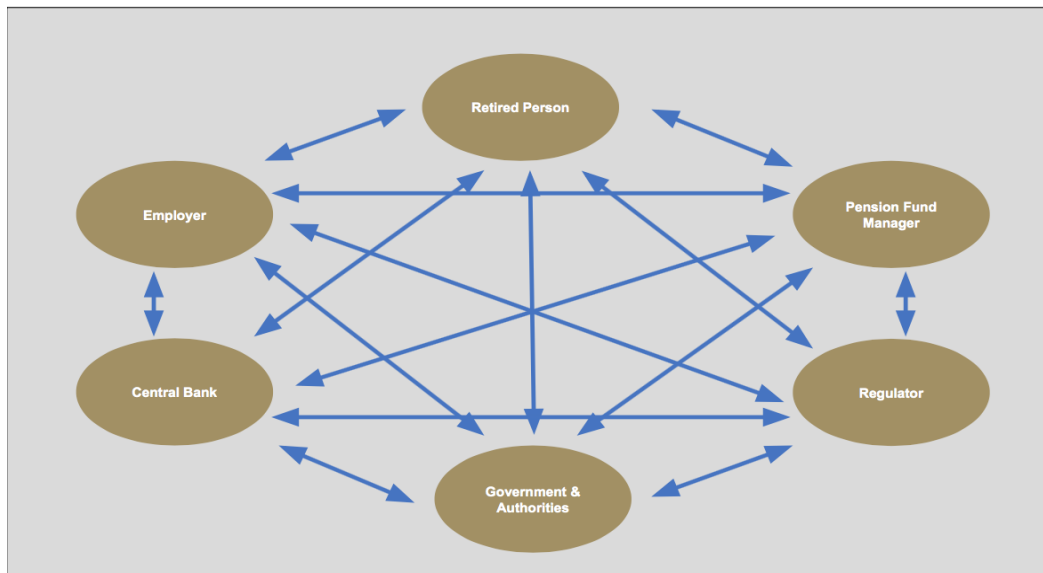 Retired Person
Employer
Pension Fund
Manager
Central Bank
Regulator
Government &
Authorities